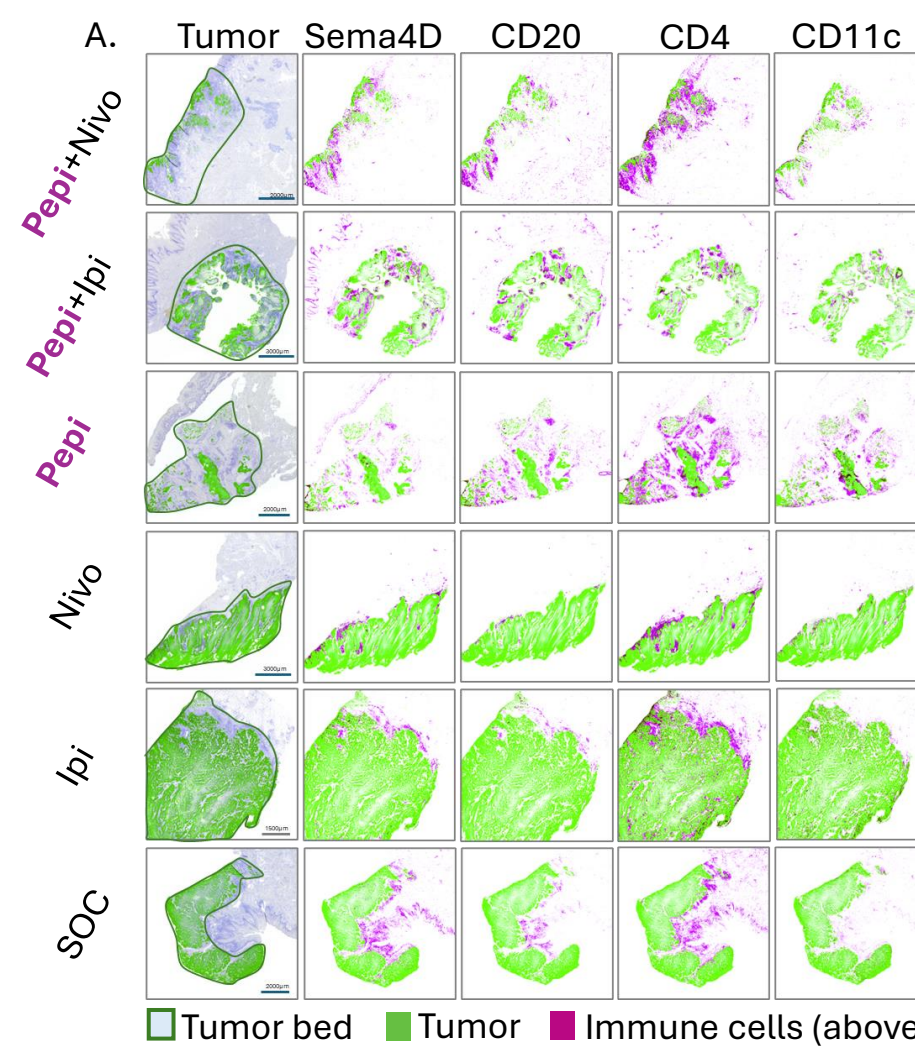 A. Tumor Sema4D CD20 CD4 CD11c
Pepi+Nivo
2000µm
Pepi+Ipi
3000µm
Pepi
2000µm
Nivo
3000µm
Ipi
1500µm
SOC
2000µm
Tumor bed Tumor Immune cells (above